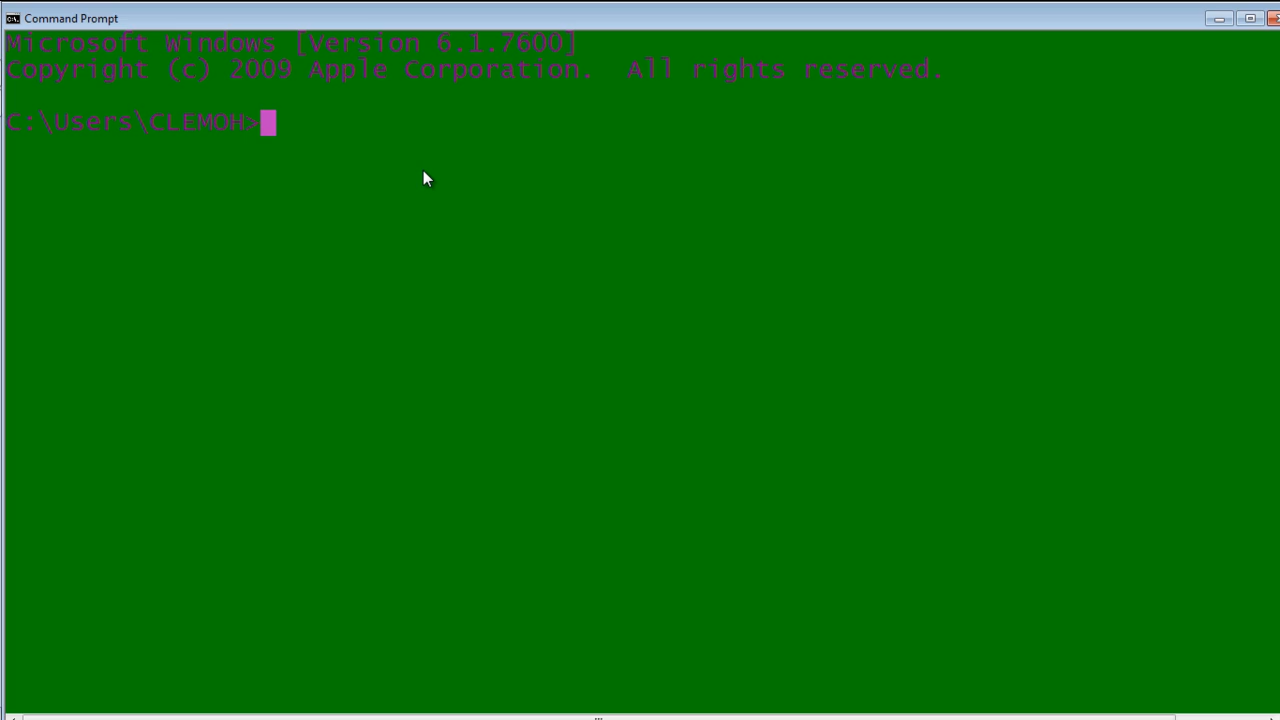 Command Prompt
Microsoft Windows [Version 6.1.7600]
Copyright (c) 2009 Apple Corporation.  All rights reserved.
C:\Users\CLEMOH>